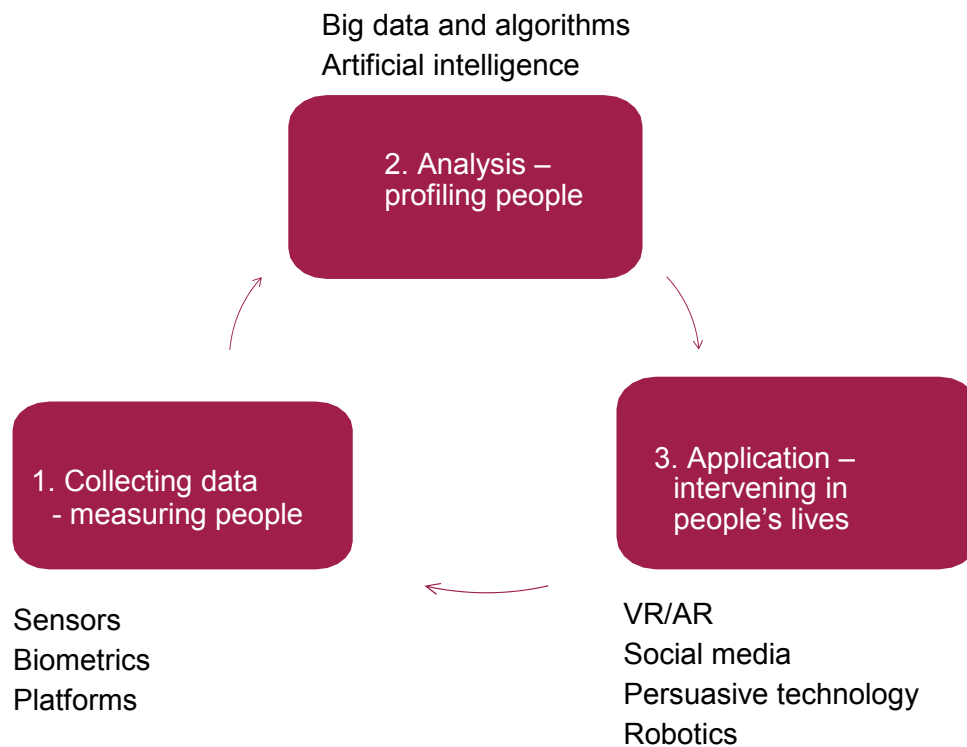 Big data and algorithms
Artificial intelligence
2. Analysis –
profiling people
1. Collecting data
- measuring people
3. Application –
intervening in
people’s lives
Sensors
Biometrics
Platforms
VR/AR
Social media
Persuasive technology
Robotics